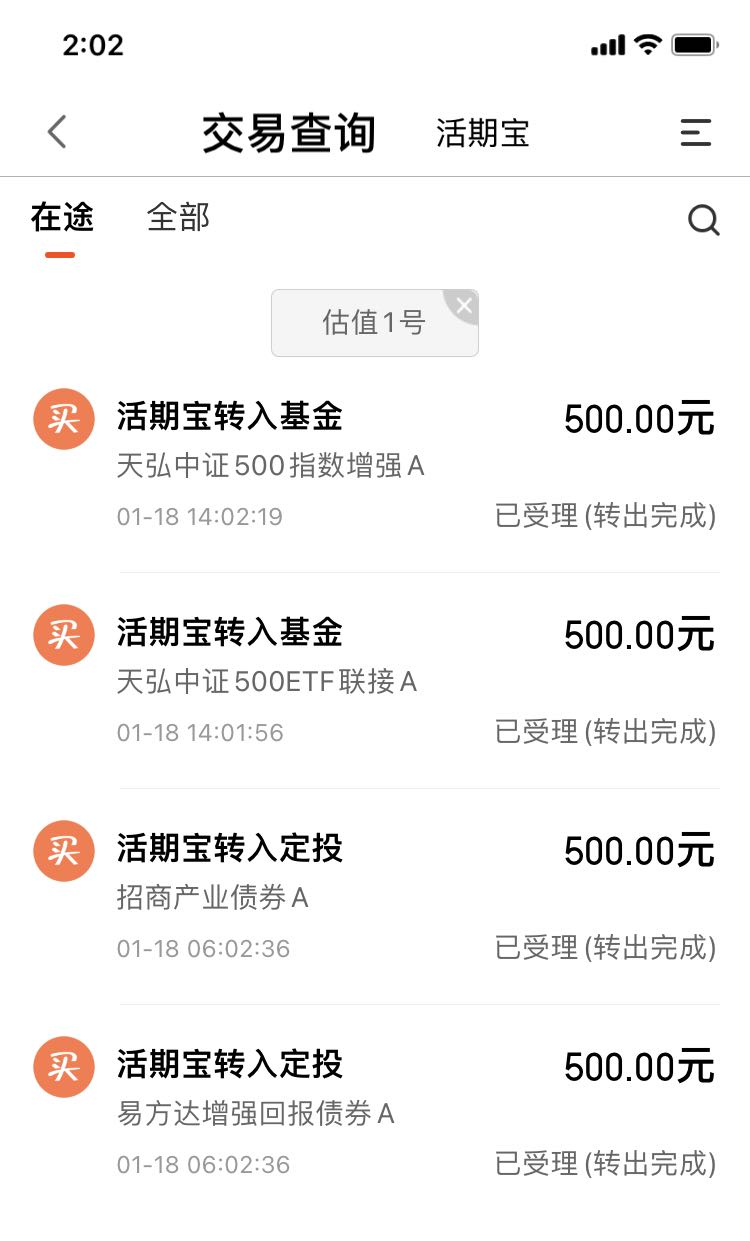 2:02
交易查询 活期宝
在途 全部
估值1号
买 活期宝转入基金 500.00元
天弘中证500指数增强A
01-18 14:02:19 已受理(转出完成)
买 活期宝转入基金 500.00元
天弘中证500ETF联接A
01-18 14:01:56 已受理(转出完成)
买 活期宝转入定投 500.00元
招商产业债券A
01-18 06:02:36 已受理(转出完成)
买 活期宝转入定投 500.00元
易方达增强回报债券A
01-18 06:02:36 已受理(转出完成)